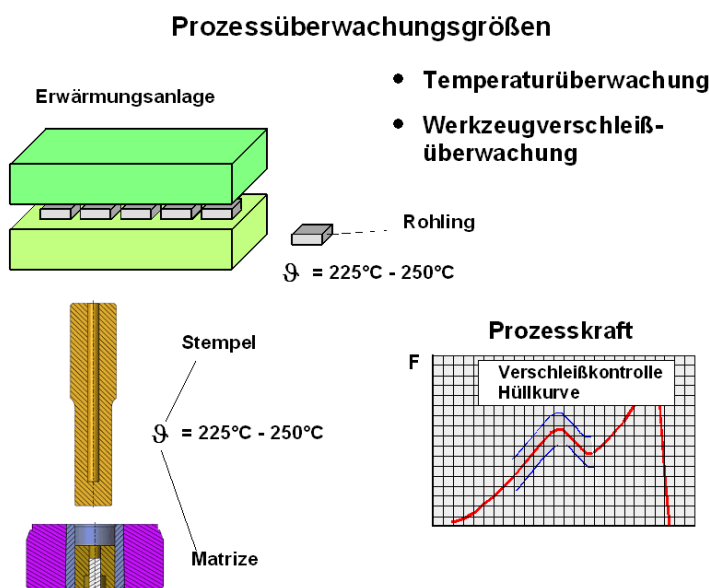 Prozessüberwachungsgrößen
Erwärmungsanlage
• Temperaturüberwachung
• Werkzeugverschleiß-
überwachung
Rohling
ϑ = 225°C - 250°C
Stempel
ϑ = 225°C - 250°C
Matrize
Prozesskraft
F
Verschleißkontrolle
Hüllkurve